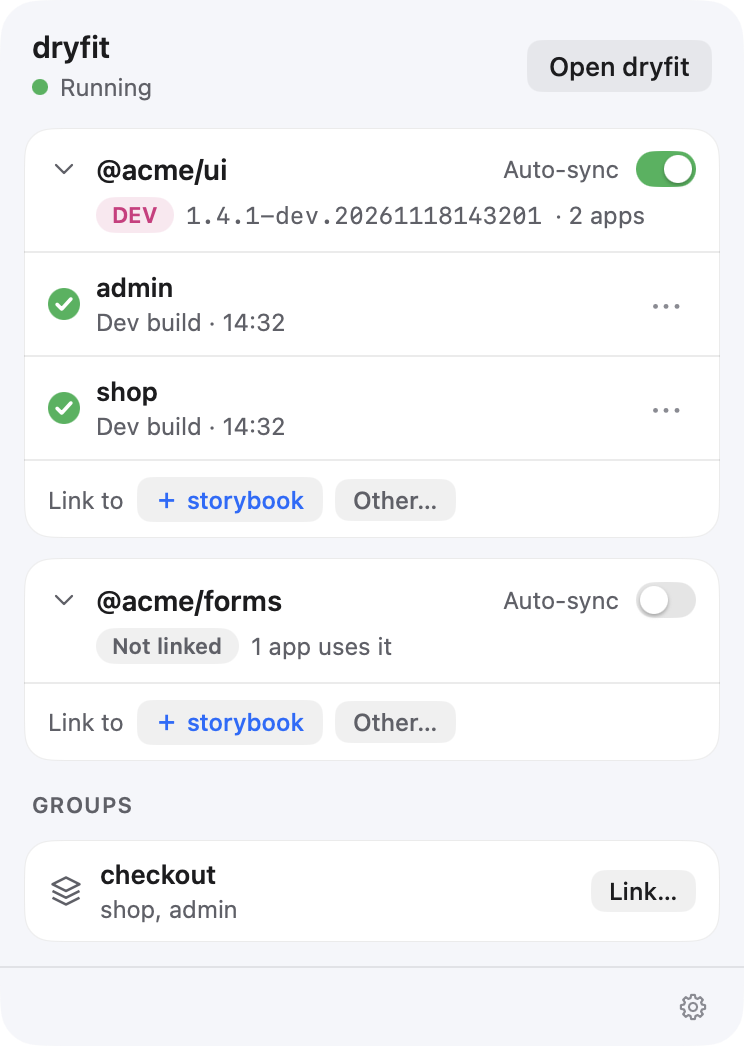 dryfit
Running
Open dryfit
@acme/ui
Auto-sync
DEV 1.4.1-dev.20261118143201 · 2 apps
admin
Dev build · 14:32
...
shop
Dev build · 14:32
...
Link to + storybook Other...
@acme/forms
Auto-sync
Not linked 1 app uses it
Link to + storybook Other...
GROUPS
checkout
shop, admin
Link...